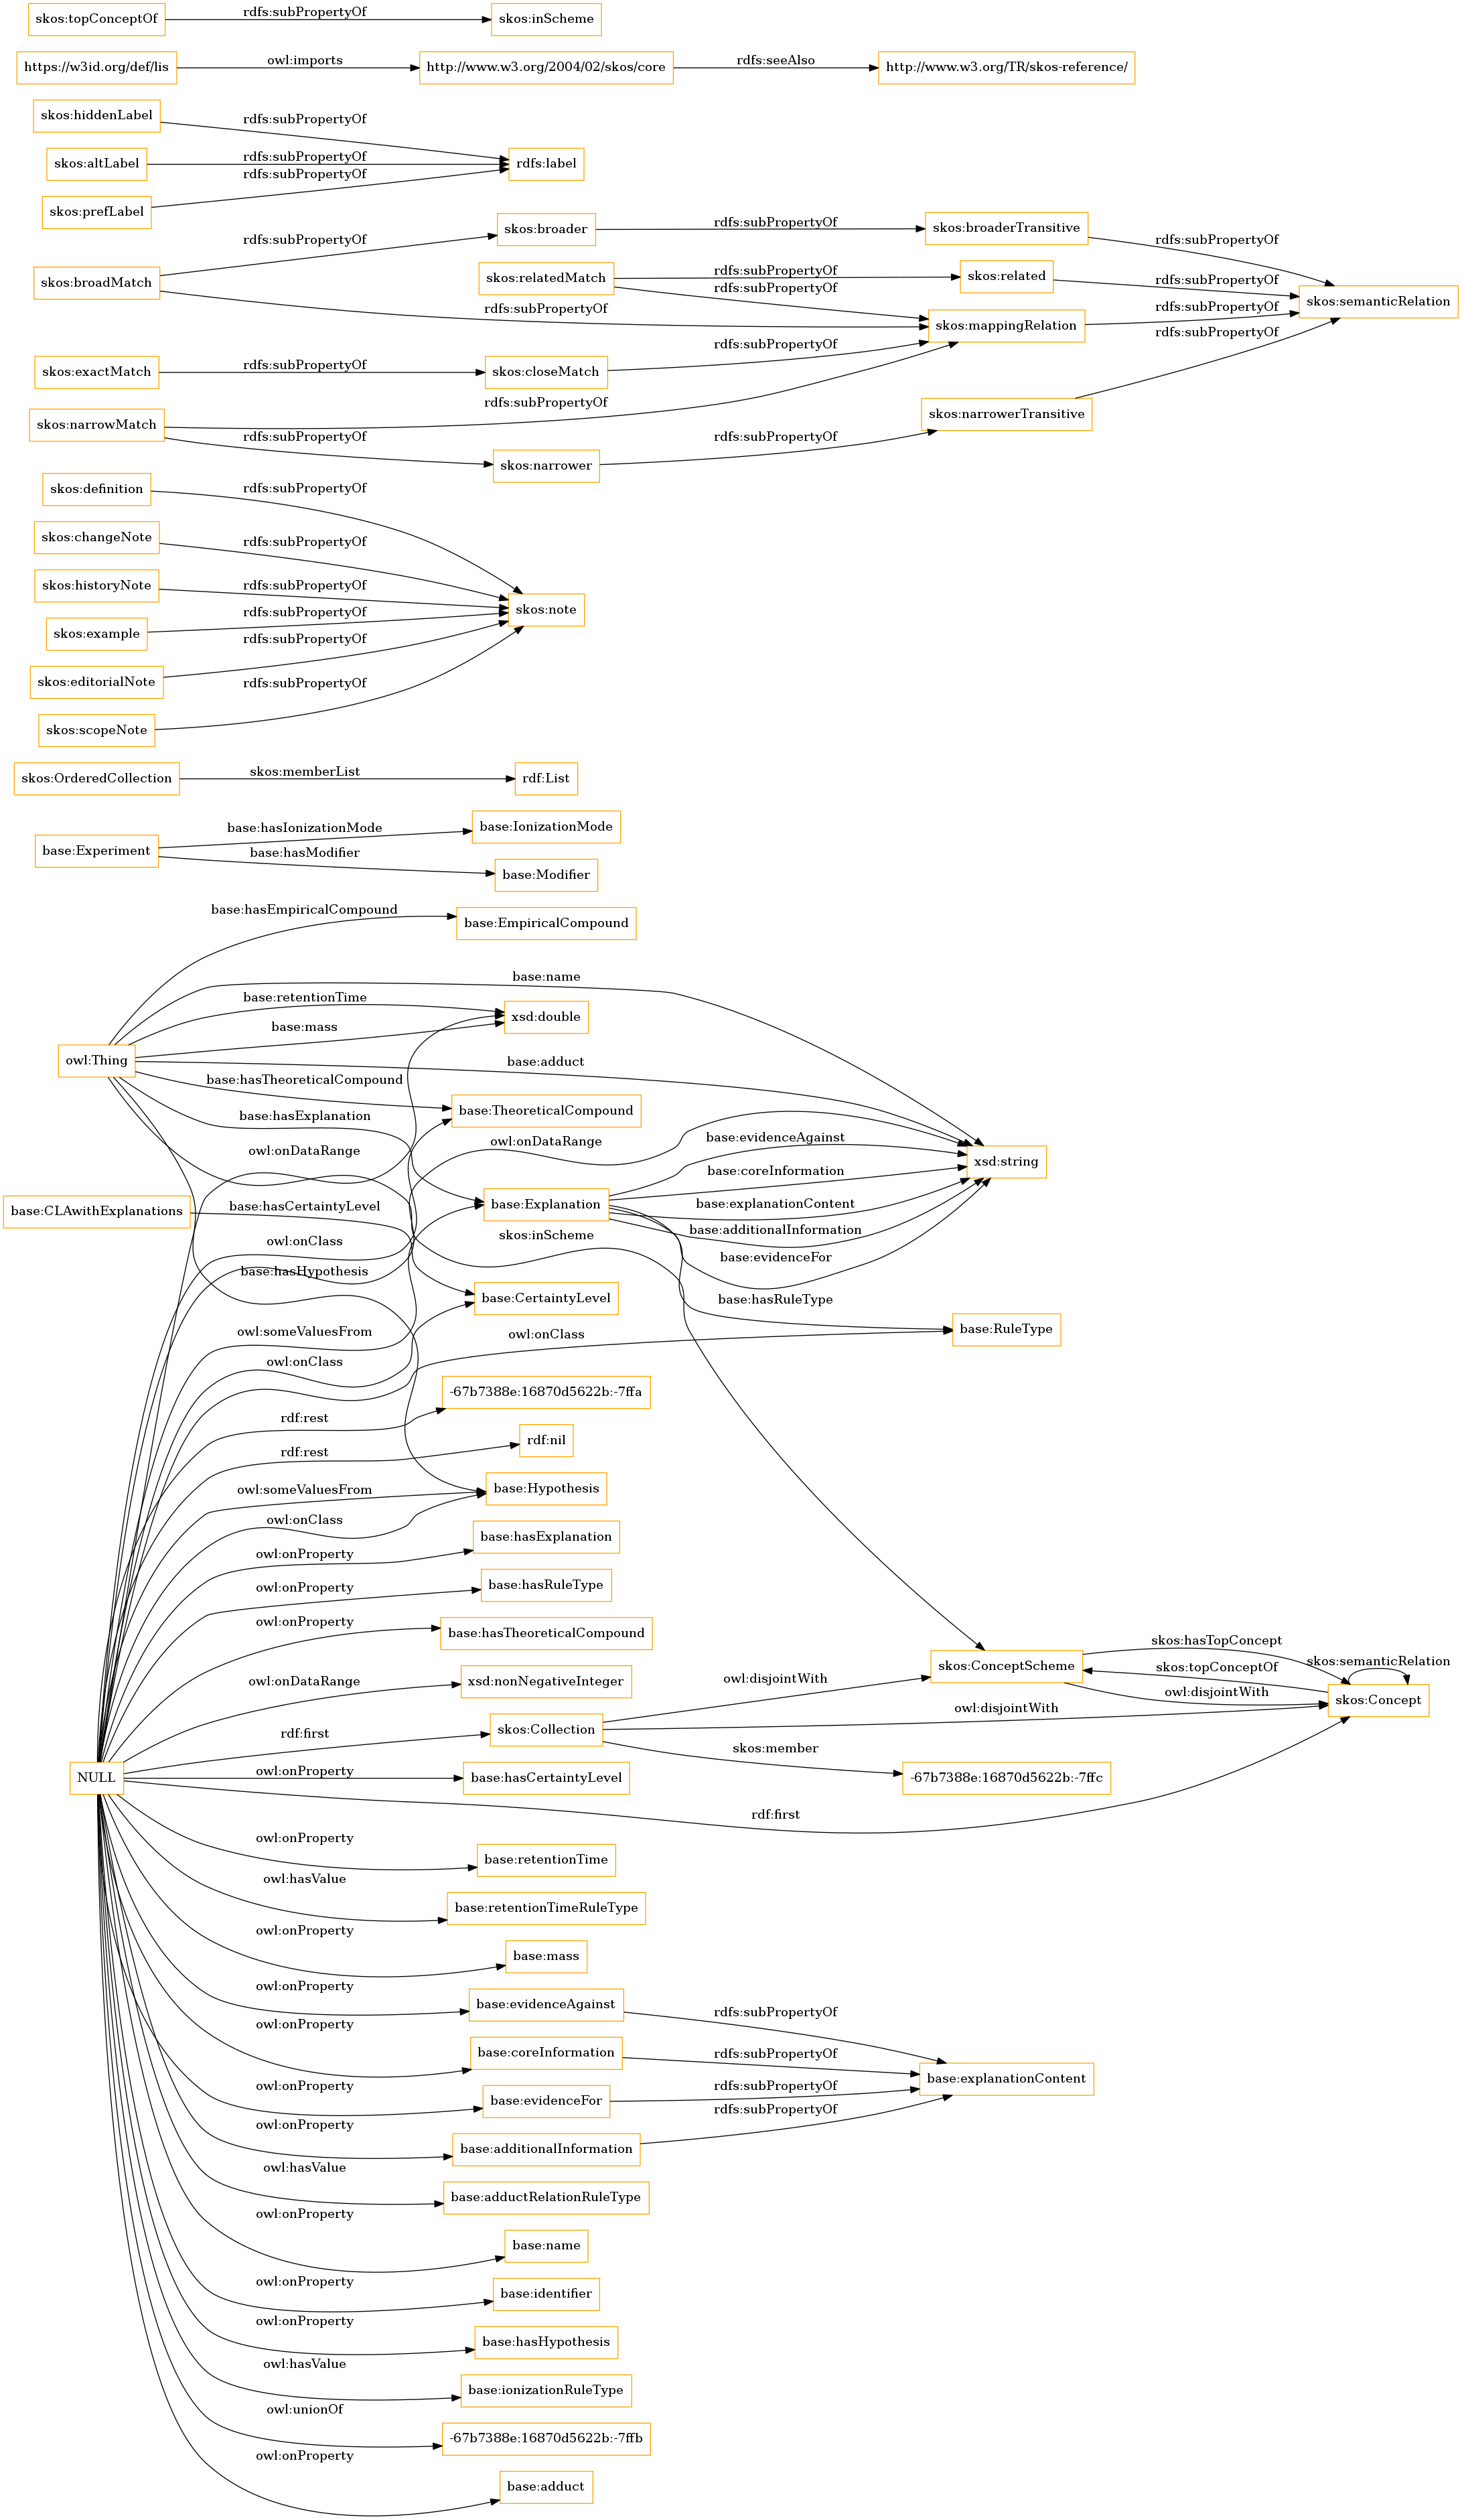 skos:topConceptOf
rdfs:subPropertyOf
skos:inScheme
https://w3id.org/def/lis
owl:imports
http://www.w3.org/2004/02/skos/core
rdfs:seeAlso
http://www.w3.org/TR/skos-reference/
skos:hiddenLabel
rdfs:subPropertyOf
skos:altLabel
rdfs:subPropertyOf
rdfs:label
skos:prefLabel
rdfs:subPropertyOf
skos:broadMatch
rdfs:subPropertyOf
skos:broader
rdfs:subPropertyOf
skos:broaderTransitive
rdfs:subPropertyOf
skos:relatedMatch
rdfs:subPropertyOf
skos:related
rdfs:subPropertyOf
skos:semanticRelation
rdfs:subPropertyOf
rdfs:subPropertyOf
skos:mappingRelation
rdfs:subPropertyOf
skos:exactMatch
rdfs:subPropertyOf
skos:closeMatch
rdfs:subPropertyOf
rdfs:subPropertyOf
skos:narrowMatch
rdfs:subPropertyOf
rdfs:subPropertyOf
skos:narrower
rdfs:subPropertyOf
skos:narrowerTransitive
skos:definition
rdfs:subPropertyOf
skos:changeNote
rdfs:subPropertyOf
skos:historyNote
rdfs:subPropertyOf
skos:note
skos:example
rdfs:subPropertyOf
skos:editorialNote
rdfs:subPropertyOf
skos:scopeNote
rdfs:subPropertyOf
skos:OrderedCollection
skos:memberList
rdf:List
base:Experiment
base:hasIonizationMode
base:IonizationMode
base:hasModifier
base:Modifier
base:hasEmpiricalCompound
base:EmpiricalCompound
base:name
base:retentionTime
xsd:double
base:mass
owl:Thing
base:adduct
base:hasTheoreticalCompound
base:TheoreticalCompound
base:hasExplanation
owl:onDataRange
owl:onDataRange
base:evidenceAgainst
xsd:string
base:coreInformation
base:Explanation
base:explanationContent
base:additionalInformation
base:evidenceFor
base:CLAwithExplanations
base:hasCertaintyLevel
skos:inScheme
owl:onClass
base:hasHypothesis
base:CertaintyLevel
base:hasRuleType
base:RuleType
owl:someValuesFrom
owl:onClass
owl:onClass
-67b7388e:16870d5622b:-7ffa
rdf:rest
rdf:nil
rdf:rest
owl:someValuesFrom
base:Hypothesis
owl:onClass
base:hasExplanation
owl:onProperty
base:hasRuleType
owl:onProperty
base:hasTheoreticalCompound
owl:onProperty
xsd:nonNegativeInteger
owl:onDataRange
skos:ConceptScheme
skos:hasTopConcept
skos:topConceptOf
owl:disjointWith
skos:semanticRelation
skos:Concept
owl:disjointWith
owl:disjointWith
skos:member
skos:Collection
rdf:first
NULL
owl:onProperty
base:hasCertaintyLevel
-67b7388e:16870d5622b:-7ffc
rdf:first
owl:onProperty
base:retentionTime
owl:hasValue
base:retentionTimeRuleType
owl:onProperty
base:mass
owl:onProperty
base:evidenceAgainst
rdfs:subPropertyOf
owl:onProperty
base:coreInformation
rdfs:subPropertyOf
base:explanationContent
owl:onProperty
base:evidenceFor
rdfs:subPropertyOf
owl:onProperty
base:additionalInformation
rdfs:subPropertyOf
owl:hasValue
base:adductRelationRuleType
owl:onProperty
base:name
owl:onProperty
base:identifier
owl:onProperty
base:hasHypothesis
owl:hasValue
base:ionizationRuleType
owl:unionOf
-67b7388e:16870d5622b:-7ffb
owl:onProperty
base:adduct